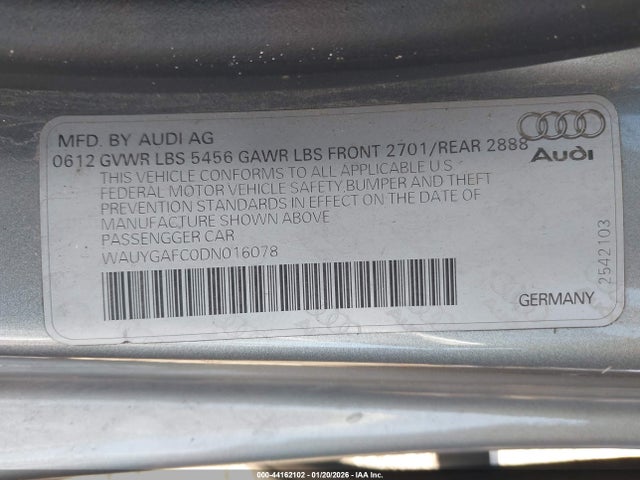 MFD. BY AUDI AG
0612 GVWR LBS 5456 GAWR LBS FRONT 2701/REAR 2888
Audi
THIS VEHICLE CONFORMS TO ALL APPLICABLE U.S
FEDERAL MOTOR VEHICLE SAFETY,BUMPER AND THEFT
PREVENTION STANDARDS IN EFFECT ON THE DATE OF
MANUFACTURE SHOWN ABOVE
PASSENGGER CAR
WAUYGAFC0DN016078
2542103
GERMANY
000-44162102 - 01/20/2026 - IAA Inc.